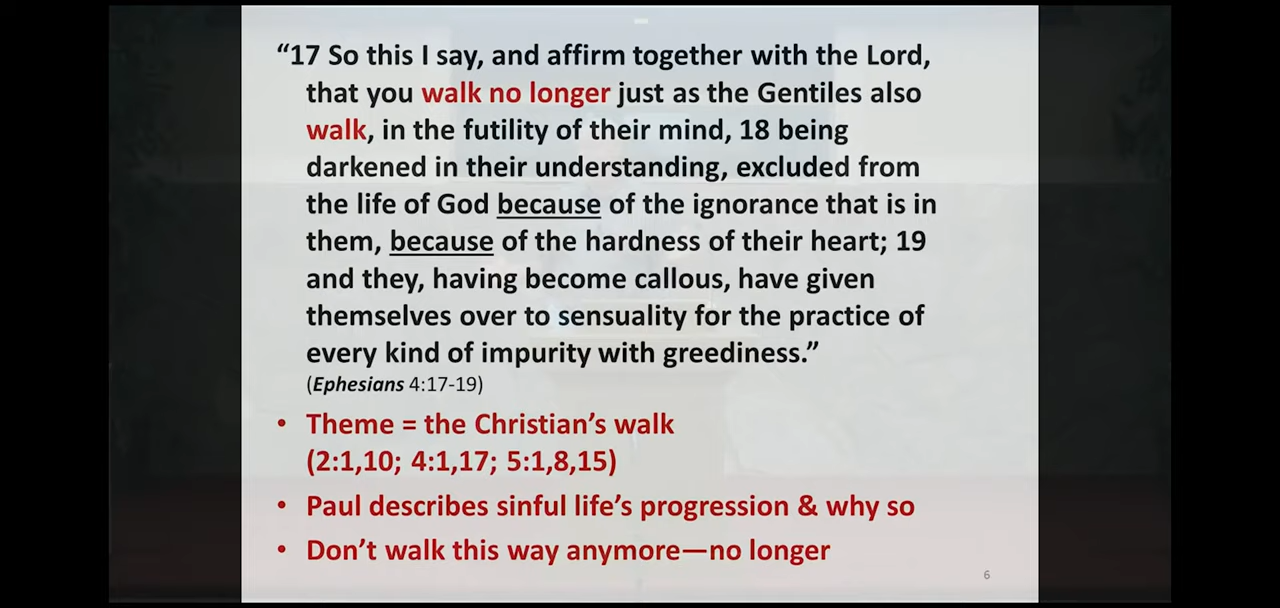 “17 So this I say, and affirm together with the Lord,
that you walk no longer just as the Gentiles also
walk, in the futility of their mind, 18 being
darkened in their understanding, excluded from
the life of God because of the ignorance that is in
them, because of the hardness of their heart; 19
and they, having become callous, have given
themselves over to sensuality for the practice of
every kind of impurity with greediness.”
(Ephesians 4:17-19)
• Theme = the Christian’s walk
(2:1,10; 4:1,17; 5:1,8,15)
• Paul describes sinful life’s progression & why so
• Don’t walk this way anymore—no longer
6